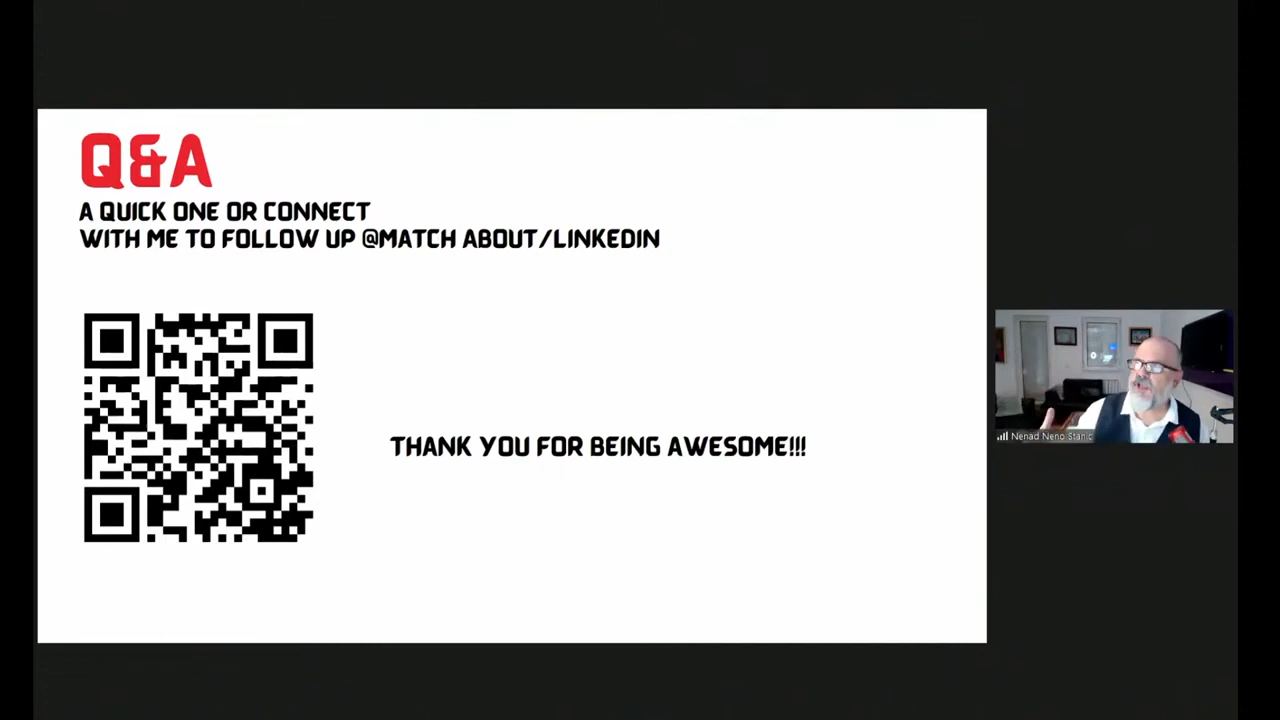 Q&A
A QUICK ONE OR CONNECT
WITH ME TO FOLLOW UP @MATCH ABOUT/LINKEDIN
THANK YOU FOR BEING AWESOME!!!
Nenad Neno Stanic